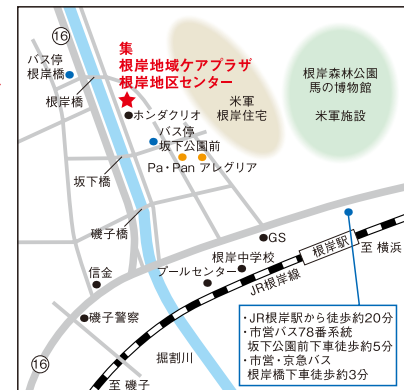 16
集
根岸地域ケアプラザ
根岸地区センター
バス停
根岸橋
根岸橋
ホンダクリオ
バス停
坂下公園前
Pa・Pan アレグリア
米軍
根岸住宅
根岸森林公園
馬の博物館
米軍施設
坂下橋
磯子橋
GS
根岸駅
至 横浜
根岸中学校
プールセンター
JR根岸線
信金
磯子警察
16
堀割川
至 磯子
・JR根岸駅から徒歩約20分
・市営バス78番系統
坂下公園前下車徒歩約5分
・市営・京急バス
根岸橋下車徒歩約3分